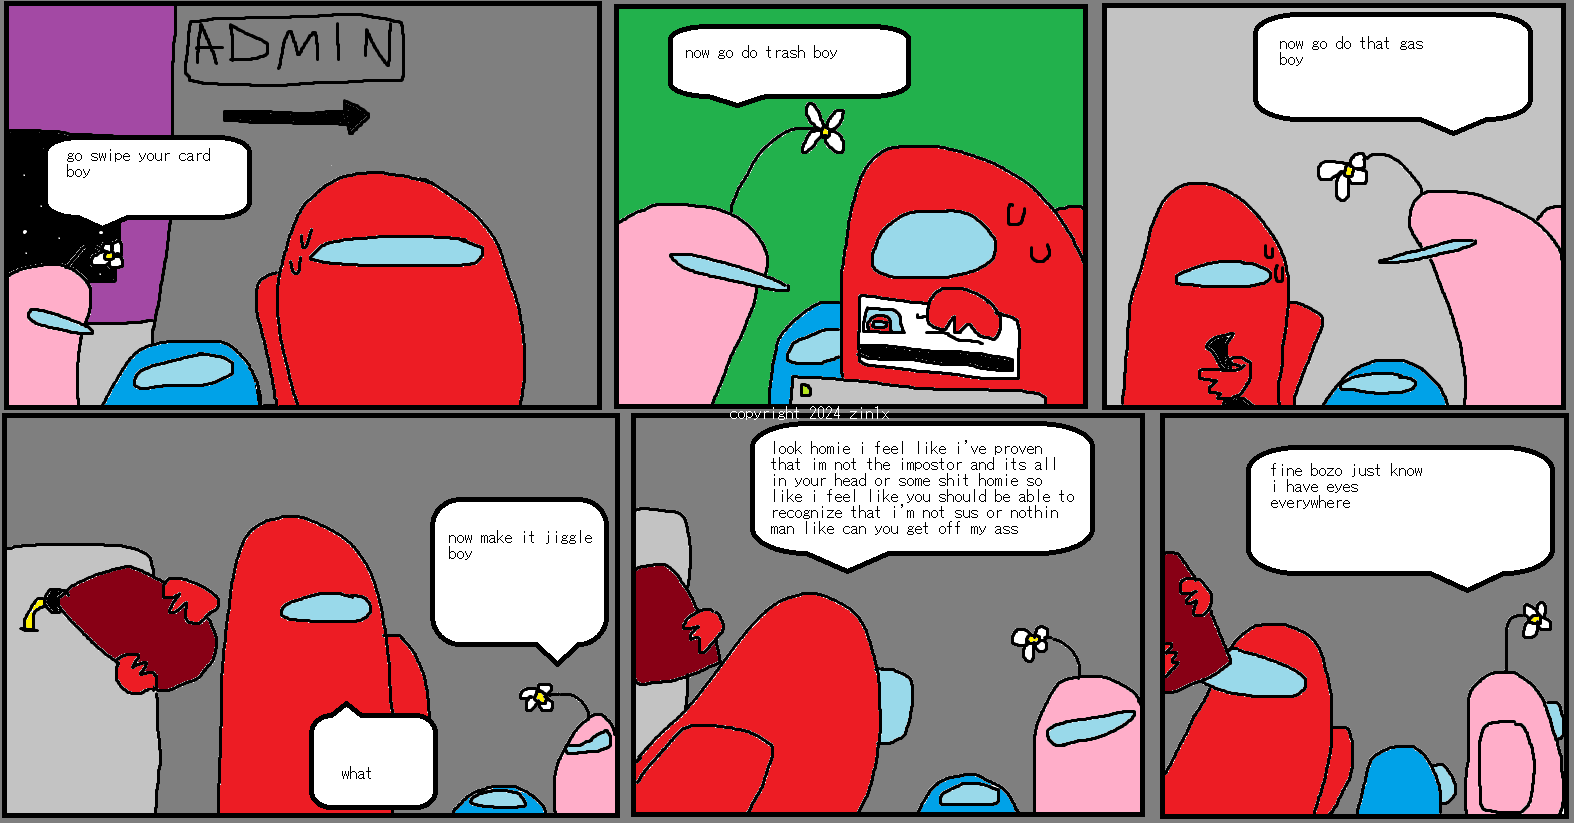 ADMIN
go swipe your card
boy
now go do trash boy
now go do that gas
boy
copyright 2024 zin1x
now make it jiggle
boy
what
look homie i feel like i've proven
that im not the impostor and its all
in your head or some shit homie so
like i feel like you should be able to
recognize that i'm not sus or nothin
man like can you get off my ass
fine bozo just know
i have eyes
everywhere